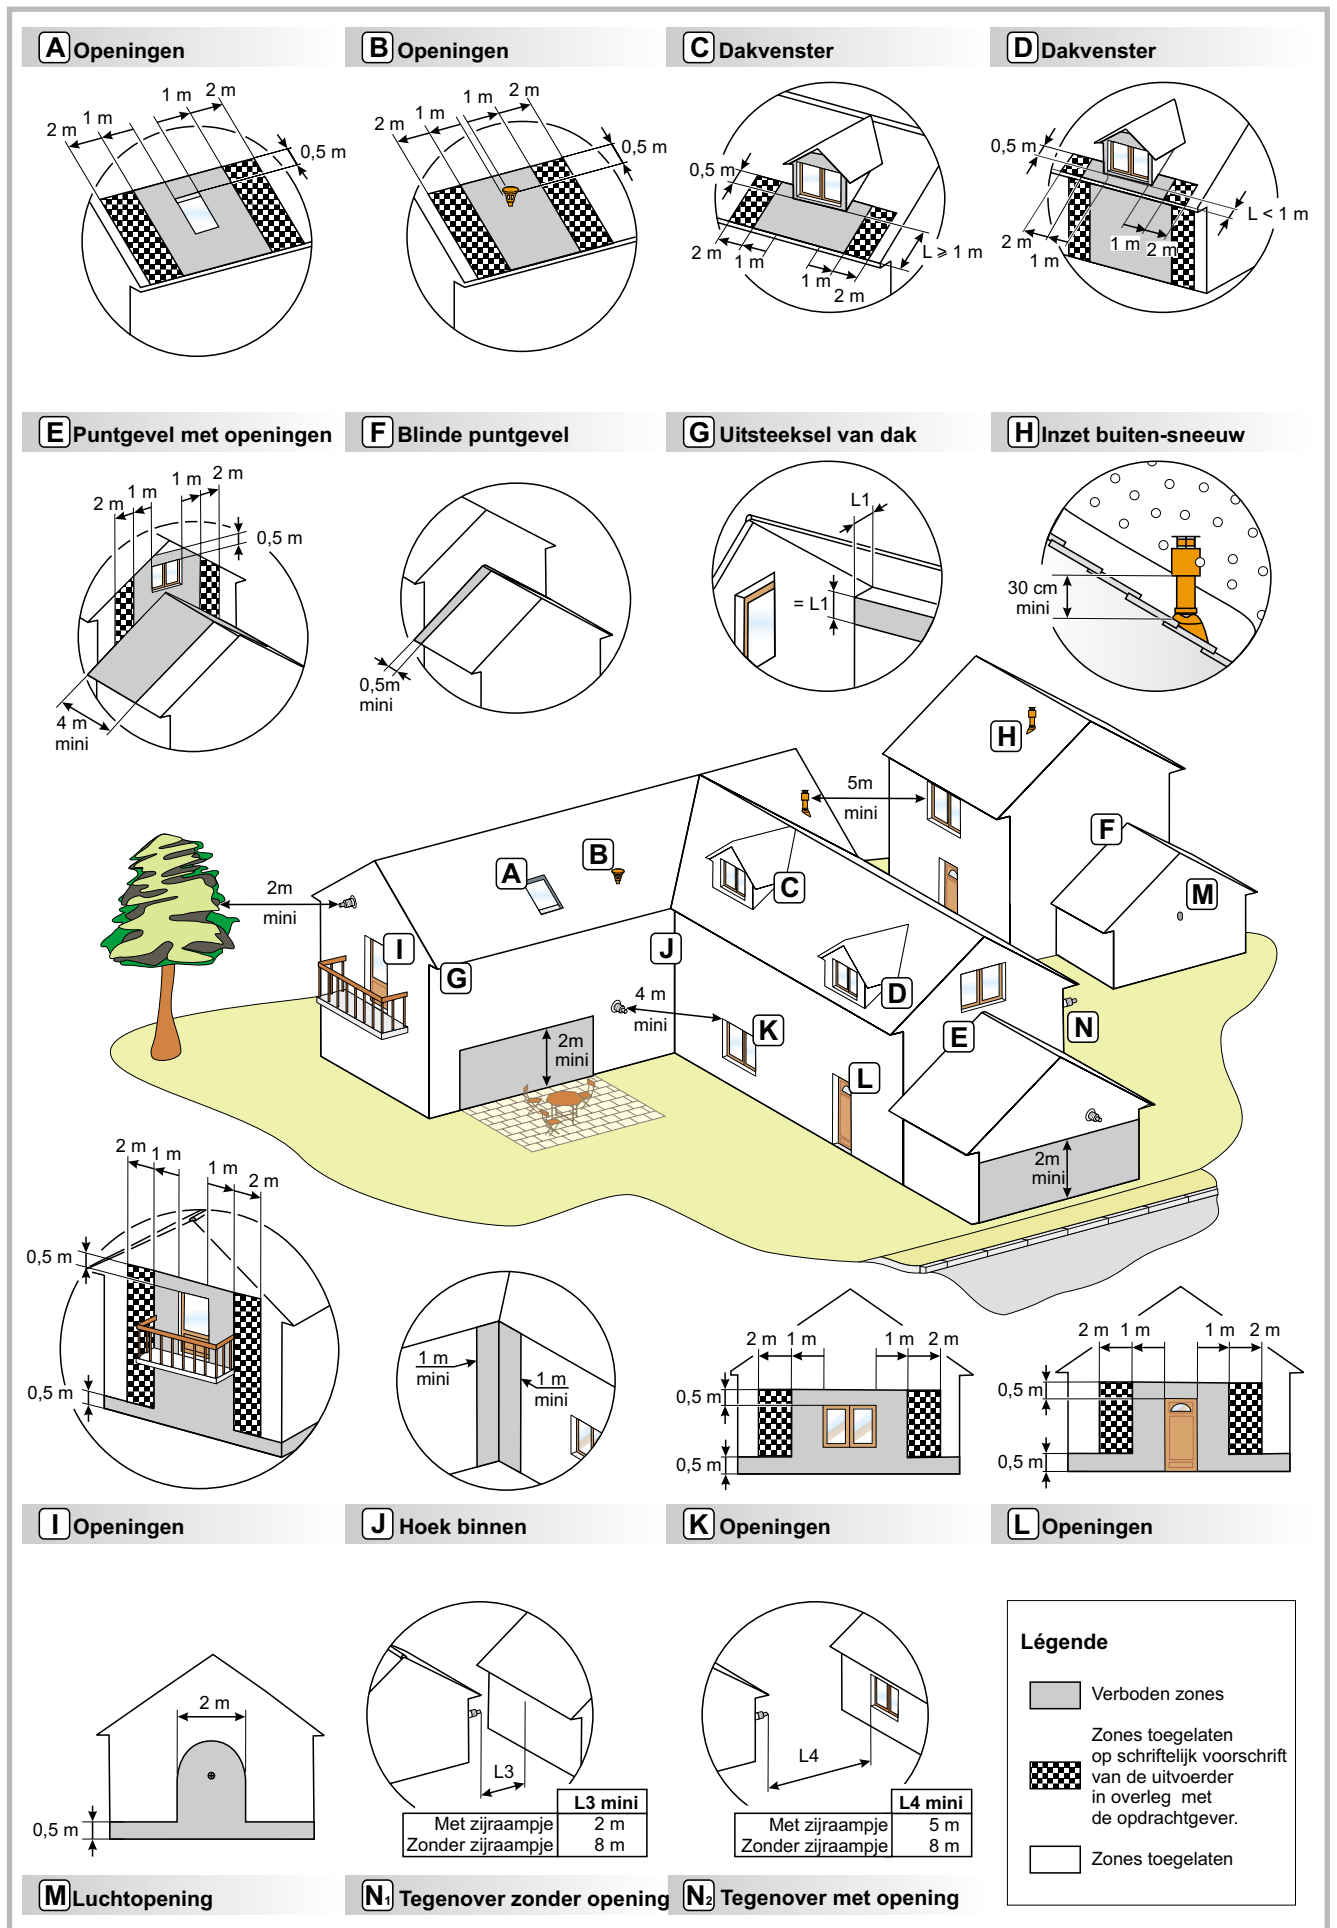 A Openingen
B Openingen
C Dakvenster
D Dakvenster
2 m
1 m
1 m
2 m
0,5 m
2 m
1 m
1 m
2 m
0,5 m
0,5 m
2 m
1 m
1 m
2 m
L ⩾ 1 m
0,5 m
2 m
1 m
1 m
2 m
L < 1 m
E Puntgevel met openingen
F Blinde puntgevel
G Uitsteeksel van dak
H Inzet buiten-sneeuw
2 m
1 m
1 m
2 m
0,5 m
4 m
mini
0,5m
mini
L1
= L1
30 cm
mini
H
5m
mini
F
M
A
B
C
2m
mini
I
G
J
D
4 m
mini
K
N
E
2m
mini
L
2m
mini
2 m
1 m
1 m
2 m
0,5 m
0,5 m
1 m
mini
1 m
mini
2 m
1 m
1 m
2 m
0,5 m
0,5 m
2 m
1 m
1 m
2 m
0,5 m
0,5 m
I Openingen
J Hoek binnen
K Openingen
L Openingen
2 m
0,5 m
L3
L3 mini
Met zijraampje 2 m
Zonder zijraampje 8 m
L4
L4 mini
Met zijraampje 5 m
Zonder zijraampje 8 m
Légende
Verboden zones
Zones toegelaten
op schriftelijk voorschrift
van de uitvoerder
in overleg met
de opdrachtgever.
Zones toegelaten
M Luchtopening
N1 Tegenover zonder opening
N2 Tegenover met opening